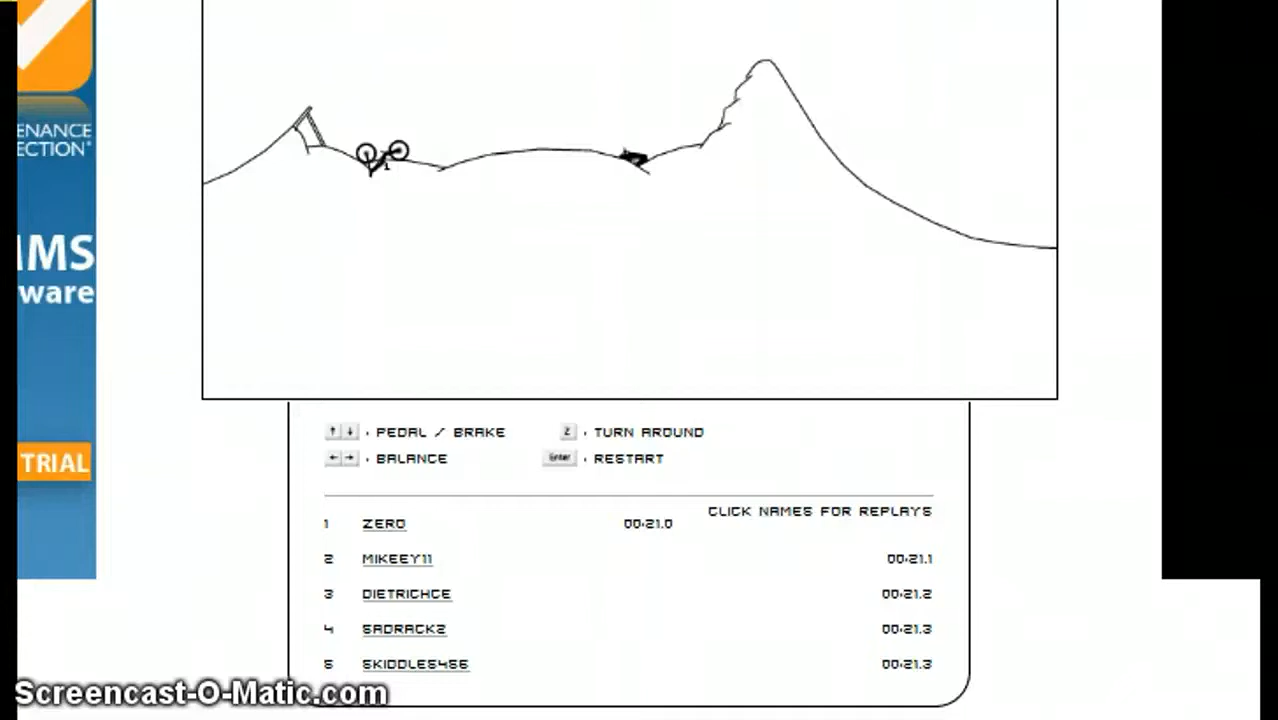 ENANCE
ECTION®
MMS
ware
TRIAL
↑ ↓ · PEDAL / BRAKE
Z · TURN AROUND
← → · BALANCE
Enter · RESTART
CLICK NAMES FOR REPLAYS
1 ZERO 00:21.0
2 MIKEEY11 00:21.1
3 DIETRICHCE 00:21.2
4 SADRACK2 00:21.3
5 SKIDDLES456 00:21.3
Screencast-O-Matic.com